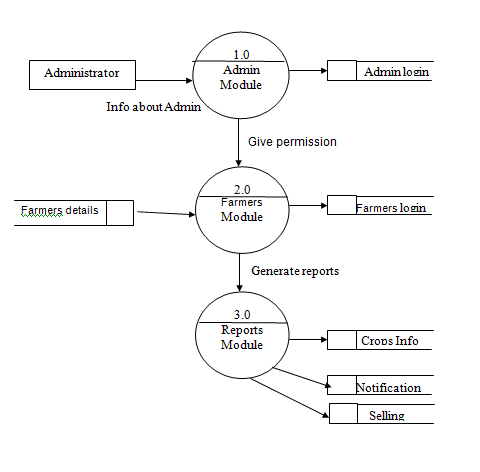 1.0
Admin
Module
Administrator
Admin login
Info about Admin
Give permission
2.0
Farmers
Module
Farmers details
Farmers login
Generate reports
3.0
Reports
Module
Crops Info
Notification
Selling